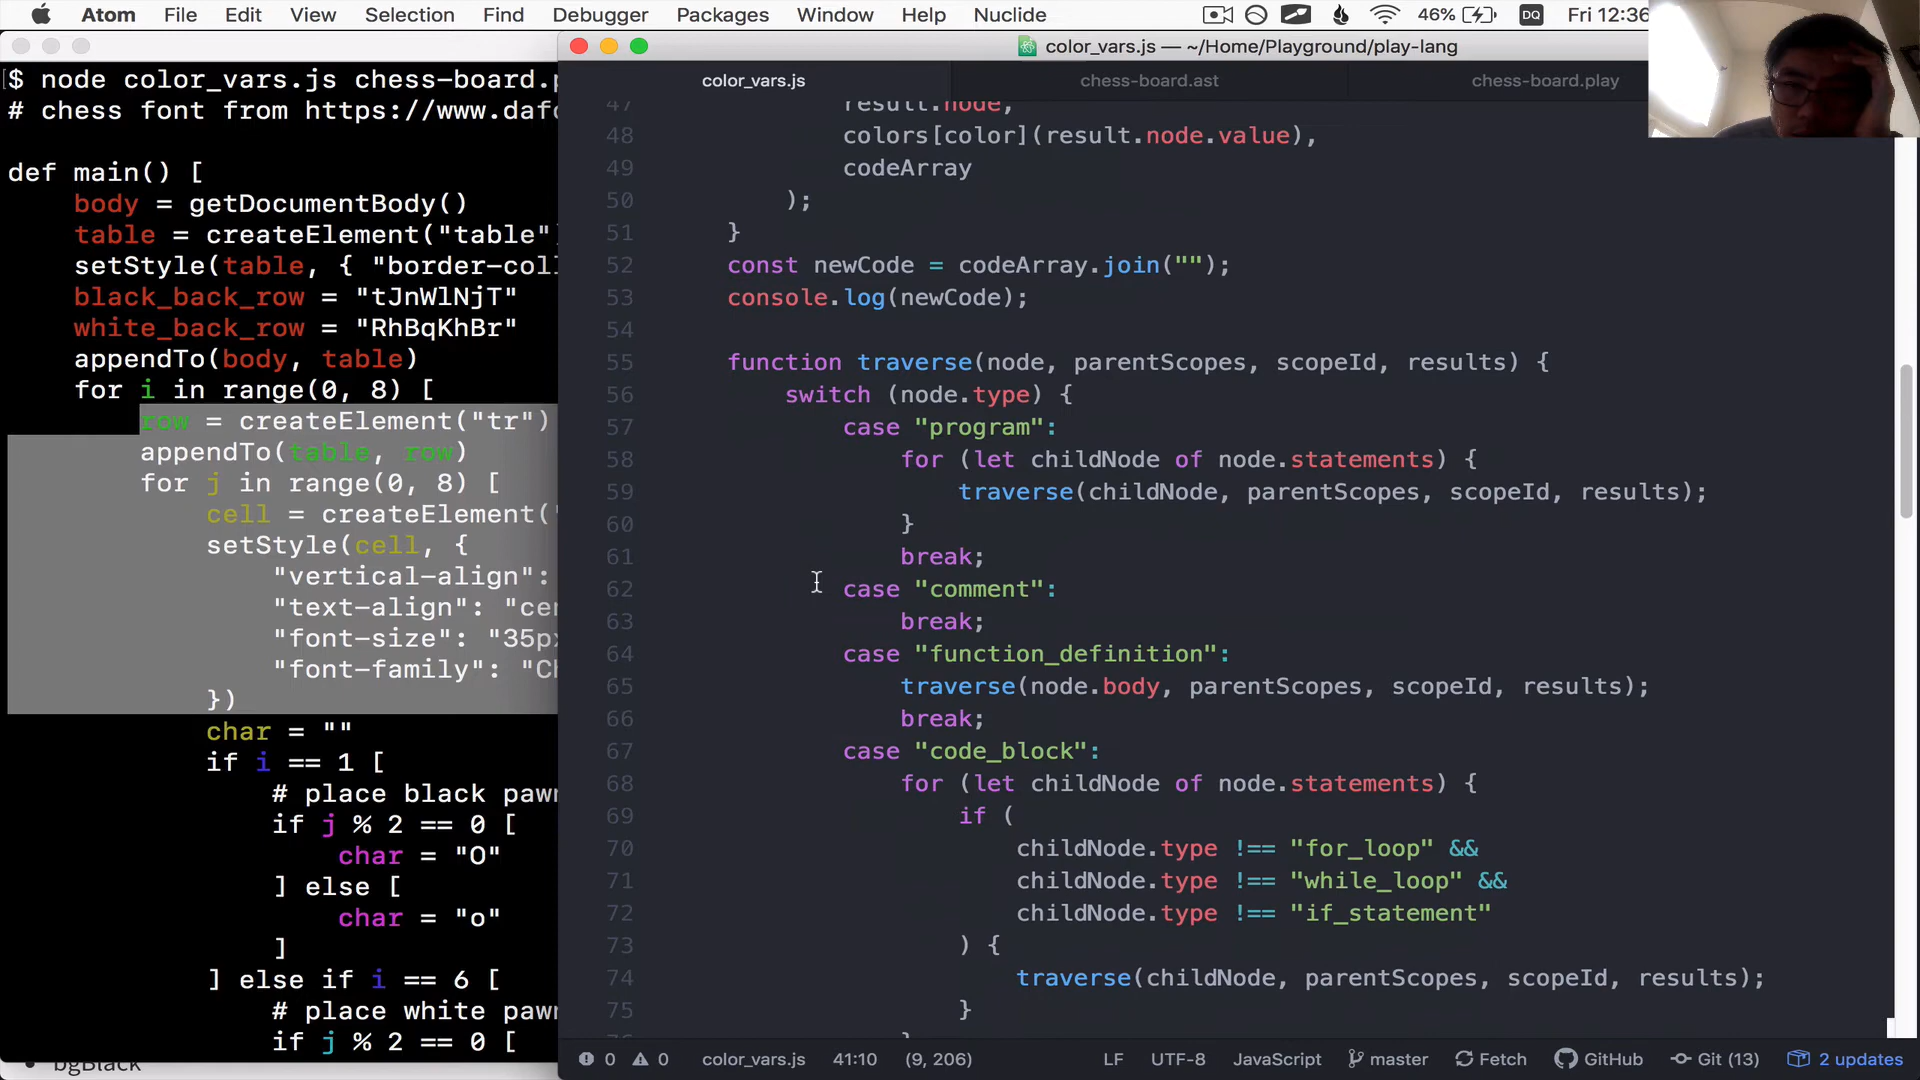 Atom File Edit View Selection Find Debugger Packages Window Help Nuclide 46% DQ Fri 12:36
color_vars.js — ~/Home/Playground/play-lang
color_vars.js chess-board.ast chess-board.play
$ node color_vars.js chess-board.
# chess font from https://www.dafo
def main() [
body = getDocumentBody()
table = createElement("table"
setStyle(table, { "border-col
black_back_row = "tJnWlNjT"
white_back_row = "RhBqKhBr"
appendTo(body, table)
for i in range(0, 8) [
row = createElement("tr")
appendTo(table, row)
for j in range(0, 8) [
cell = createElement(
setStyle(cell, {
"vertical-align":
"text-align": "cen
"font-size": "35px
"font-family": "Ch
})
char = ""
if i == 1 [
# place black pawn
if j % 2 == 0 [
char = "O"
] else [
char = "o"
]
] else if i == 6 [
# place white pawn
if j % 2 == 0 [
bgBlack
47 result.node,
48 colors[color](result.node.value),
49 codeArray
50 );
51 }
52 const newCode = codeArray.join("");
53 console.log(newCode);
54
55 function traverse(node, parentScopes, scopeId, results) {
56 switch (node.type) {
57 case "program":
58 for (let childNode of node.statements) {
59 traverse(childNode, parentScopes, scopeId, results);
60 }
61 break;
62 case "comment":
63 break;
64 case "function_definition":
65 traverse(node.body, parentScopes, scopeId, results);
66 break;
67 case "code_block":
68 for (let childNode of node.statements) {
69 if (
70 childNode.type !== "for_loop" &&
71 childNode.type !== "while_loop" &&
72 childNode.type !== "if_statement"
73 ) {
74 traverse(childNode, parentScopes, scopeId, results);
75 }
0 0 color_vars.js 41:10 (9, 206) LF UTF-8 JavaScript master Fetch GitHub Git (13) 2 updates